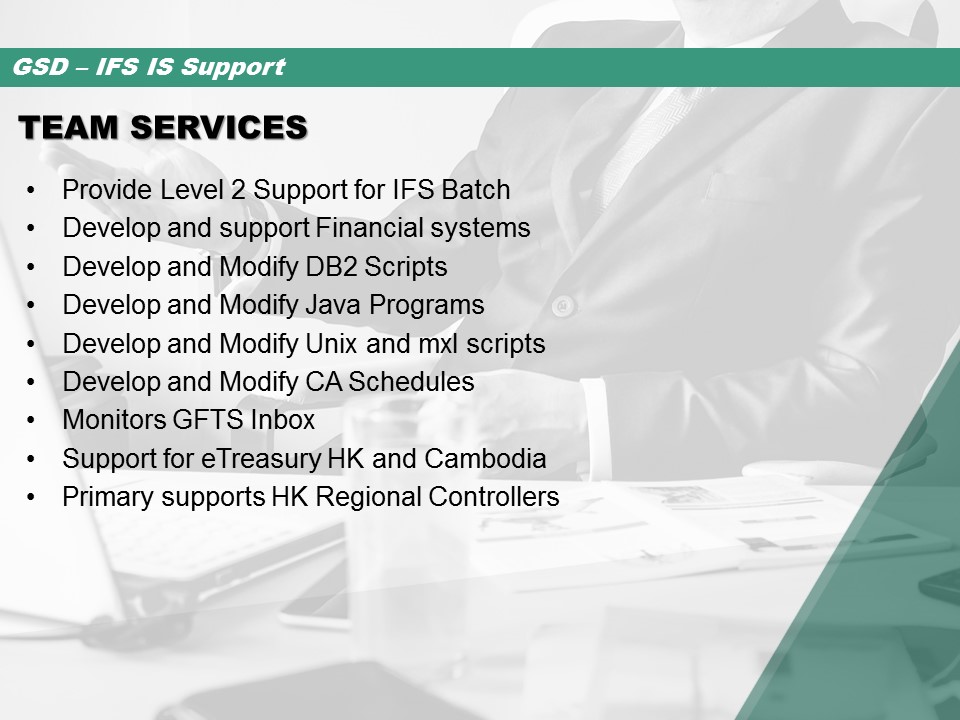 GSD – IFS IS Support
TEAM SERVICES
• Provide Level 2 Support for IFS Batch
• Develop and support Financial systems
• Develop and Modify DB2 Scripts
• Develop and Modify Java Programs
• Develop and Modify Unix and mxl scripts
• Develop and Modify CA Schedules
• Monitors GFTS Inbox
• Support for eTreasury HK and Cambodia
• Primary supports HK Regional Controllers